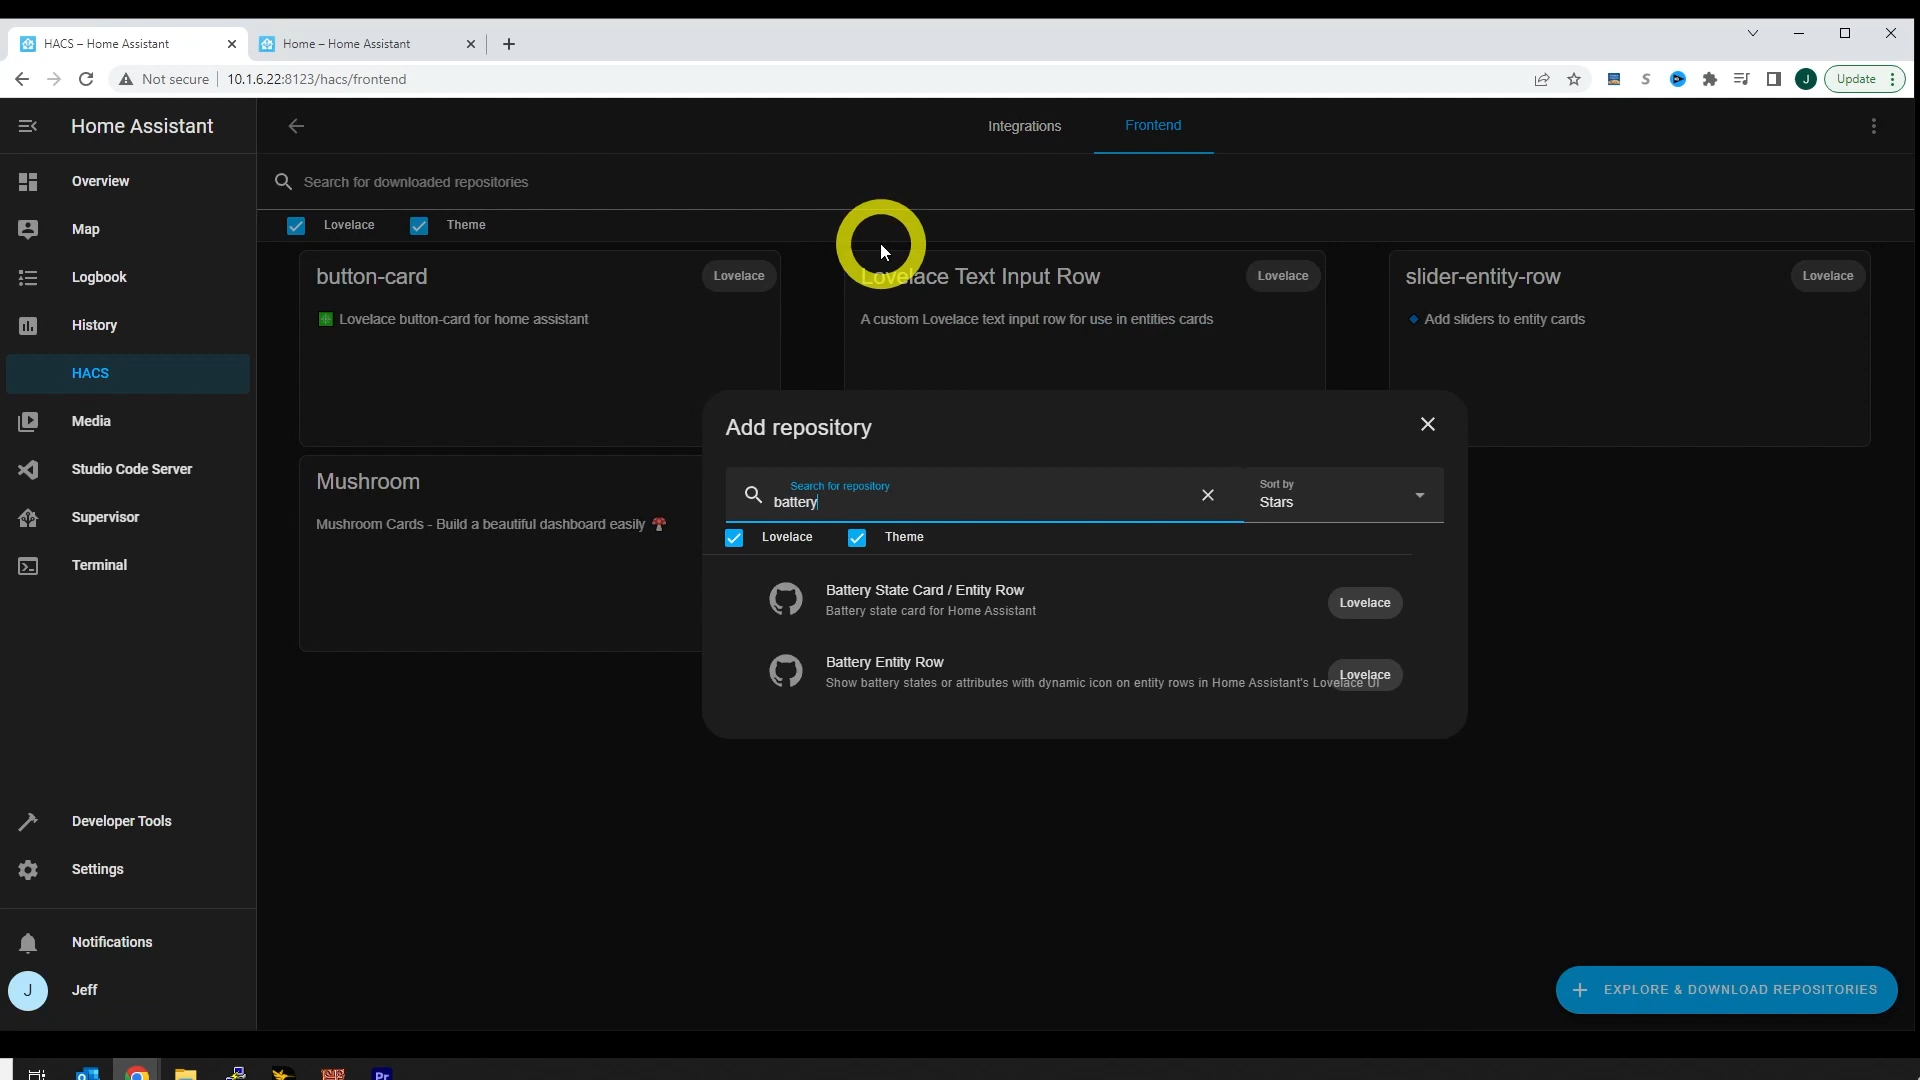 HACS – Home Assistant
Home – Home Assistant
Not secure
10.1.6.22:8123/hacs/frontend
S
J
Update
Home Assistant
Integrations
Frontend
Overview
Search for downloaded repositories
Lovelace
Theme
Map
button-card
Lovelace
Lovelace Text Input Row
Lovelace
slider-entity-row
Lovelace
Logbook
Lovelace button-card for home assistant
A custom Lovelace text input row for use in entities cards
Add sliders to entity cards
History
HACS
Media
Add repository
Studio Code Server
Mushroom
Search for repository
battery
Sort by
Stars
Supervisor
Mushroom Cards - Build a beautiful dashboard easily
Lovelace
Theme
Terminal
Battery State Card / Entity Row
Battery state card for Home Assistant
Lovelace
Battery Entity Row
Show battery states or attributes with dynamic icon on entity rows in Home Assistant's Lovelace UI
Lovelace
Developer Tools
Settings
Notifications
J
Jeff
EXPLORE & DOWNLOAD REPOSITORIES
Pr